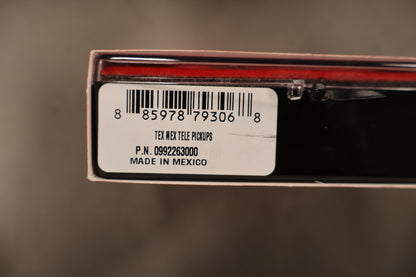 8 85978 79306 8
TEX MEX TELE PICKUPS
P.N. 0992263000
MADE IN MEXICO